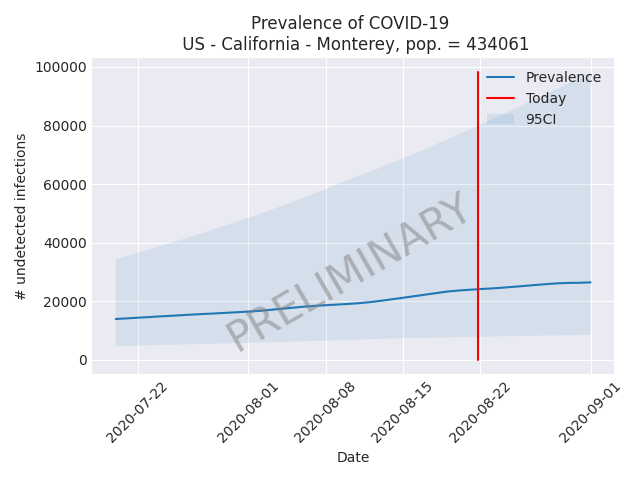 Prevalence of COVID-19
US - California - Monterey, pop. = 434061
100000
80000
60000
40000
20000
0
# undetected infections
Prevalence
Today
95CI
PRELIMINARY
2020-07-22
2020-08-01
2020-08-08
2020-08-15
2020-08-22
2020-09-01
Date